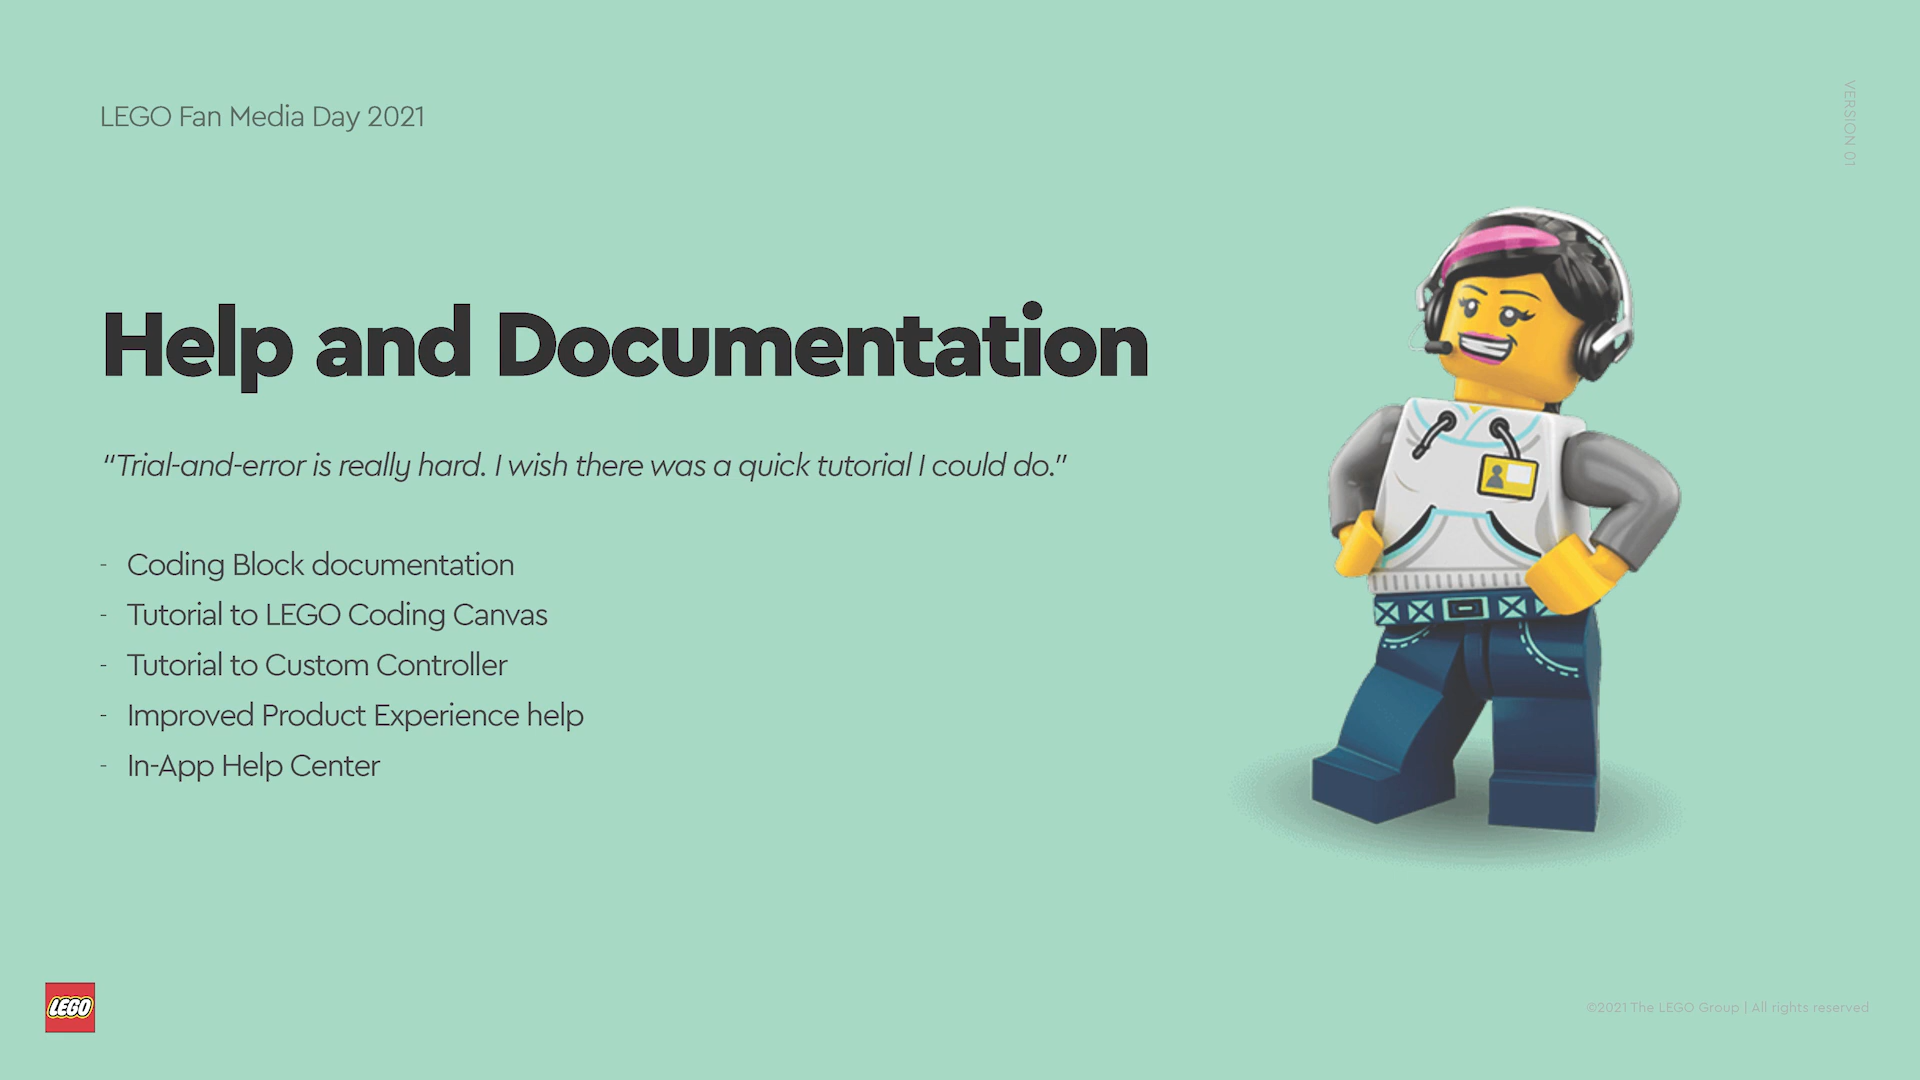 LEGO Fan Media Day 2021
VERSION 01
Help and Documentation
“Trial-and-error is really hard. I wish there was a quick tutorial I could do.”
- Coding Block documentation
- Tutorial to LEGO Coding Canvas
- Tutorial to Custom Controller
- Improved Product Experience help
- In-App Help Center
LEGO
©2021 The LEGO Group | All rights reserved